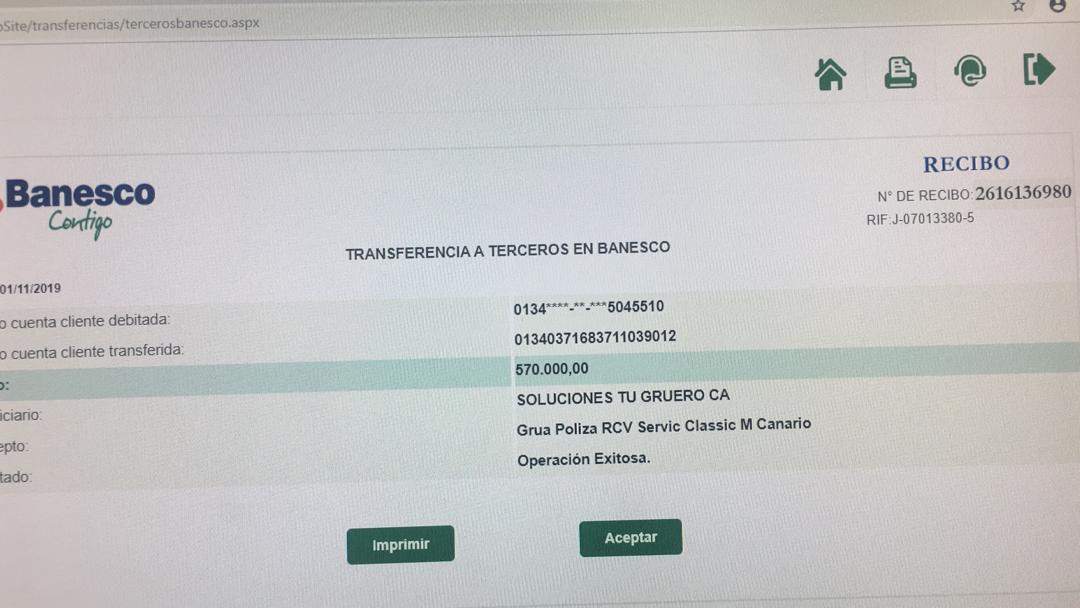 oSite/transferencias/tercerosbanesco.aspx
RECIBO
Banesco
Contigo
N° DE RECIBO: 2616136980
RIF:J-07013380-5
TRANSFERENCIA A TERCEROS EN BANESCO
01/11/2019
o cuenta cliente debitada: 0134****-**-***5045510
o cuenta cliente transferida: 01340371683711039012
o: 570.000,00
iciario: SOLUCIONES TU GRUERO CA
epto: Grua Poliza RCV Servic Classic M Canario
tado: Operación Exitosa.
Imprimir Aceptar